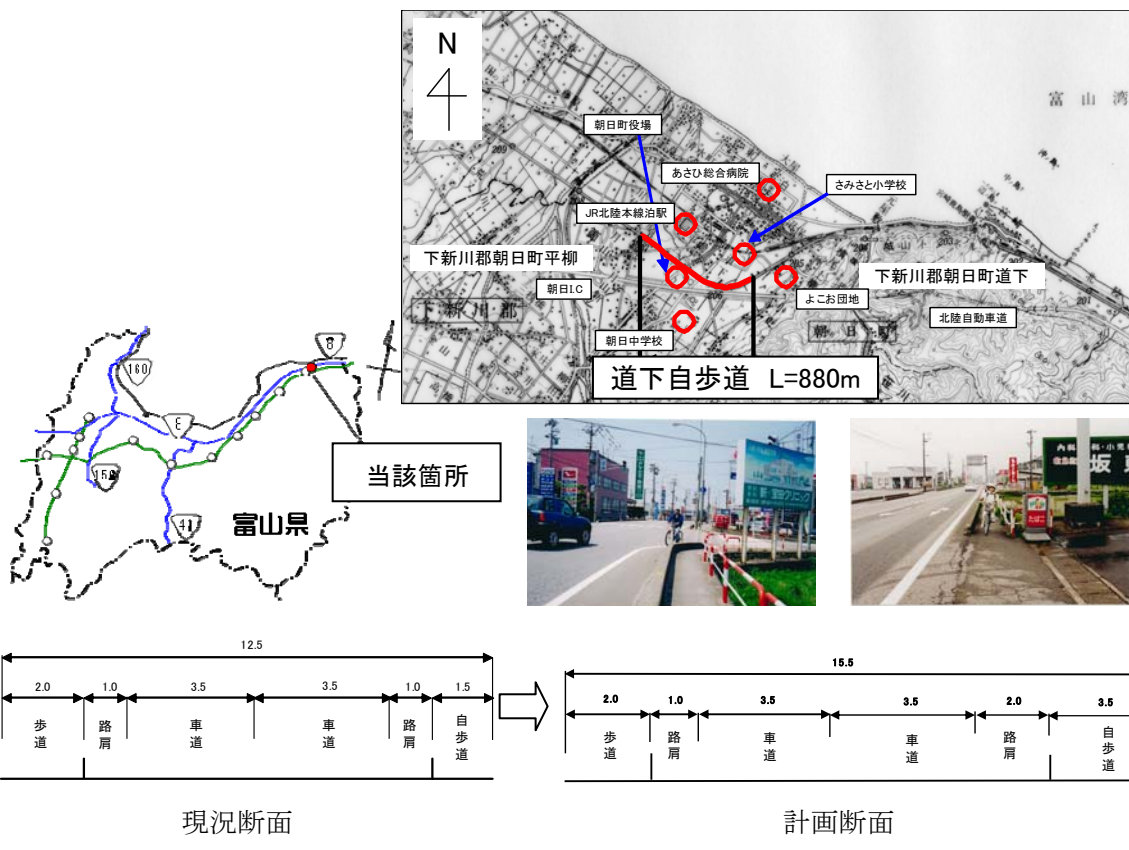 N
富山湾
朝日町役場
あさひ総合病院
さみさと小学校
JR北陸本線泊駅
下新川郡朝日町平柳
下新川郡朝日町道下
朝日I.C
よこお団地
下新川郡
北陸自動車道
朝日町
朝日中学校
道下自歩道 L=880m
8
160
8
41
当該箇所
富山県
12.5
2.0 1.0 3.5 3.5 1.0 1.5
歩道 路肩 車道 車道 路肩 自歩道
現況断面
15.5
2.0 1.0 3.5 3.5 2.0 3.5
歩道 路肩 車道 車道 路肩 自歩道
計画断面